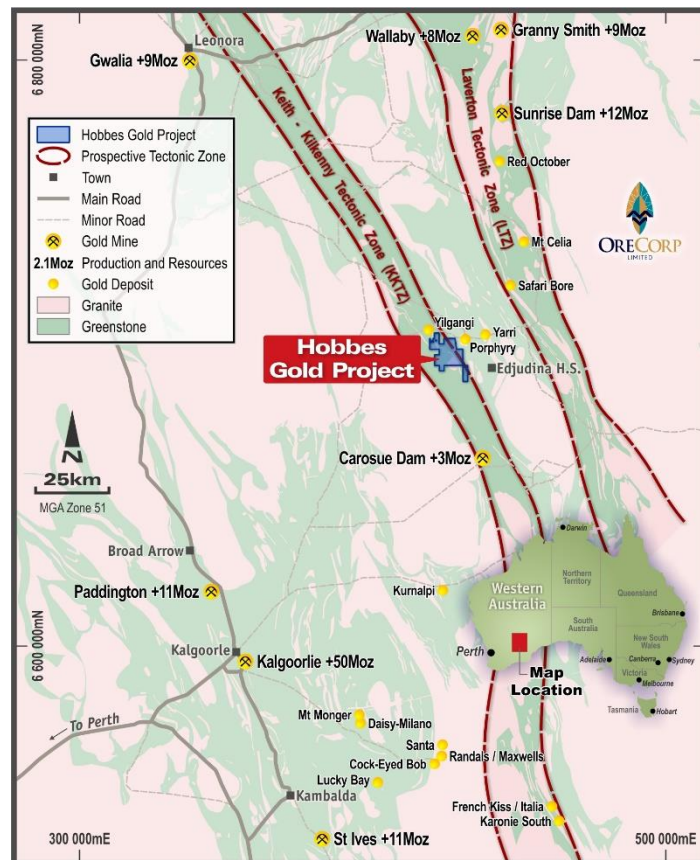 Leonora
Gwalia +9Moz
Wallaby +8Moz
Granny Smith +9Moz
6 800 000mN
Keith - Kilkenny Tectonic Zone (KKTZ)
Laverton Tectonic Zone (LTZ)
Sunrise Dam +12Moz
Red October
Hobbes Gold Project
Prospective Tectonic Zone
Town
Main Road
Minor Road
Gold Mine
2.1Moz Production and Resources
Gold Deposit
Granite
Greenstone
ORECORP
LIMITED
Mt Celia
Safari Bore
Yilgangi
Yarri
Porphyry
Hobbes
Gold Project
Edjudina H.S.
N
25km
MGA Zone 51
Carosue Dam +3Moz
Broad Arrow
Paddington +11Moz
Kurnalpi
Darwin
Northern
Territory
Western
Australia
Queensland
Brisbane
South
Australia
New South
Wales
Perth
Adelaide
Canberra
Sydney
Victoria
Melbourne
Tasmania
Hobart
Map
Location
6 600 000mN
Kalgoorle
Kalgoorlie +50Moz
To Perth
Mt Monger
Daisy-Milano
Santa
Randals / Maxwells
Cock-Eyed Bob
Lucky Bay
Kambalda
French Kiss / Italia
Karonie South
St Ives +11Moz
300 000mE
500 000mE